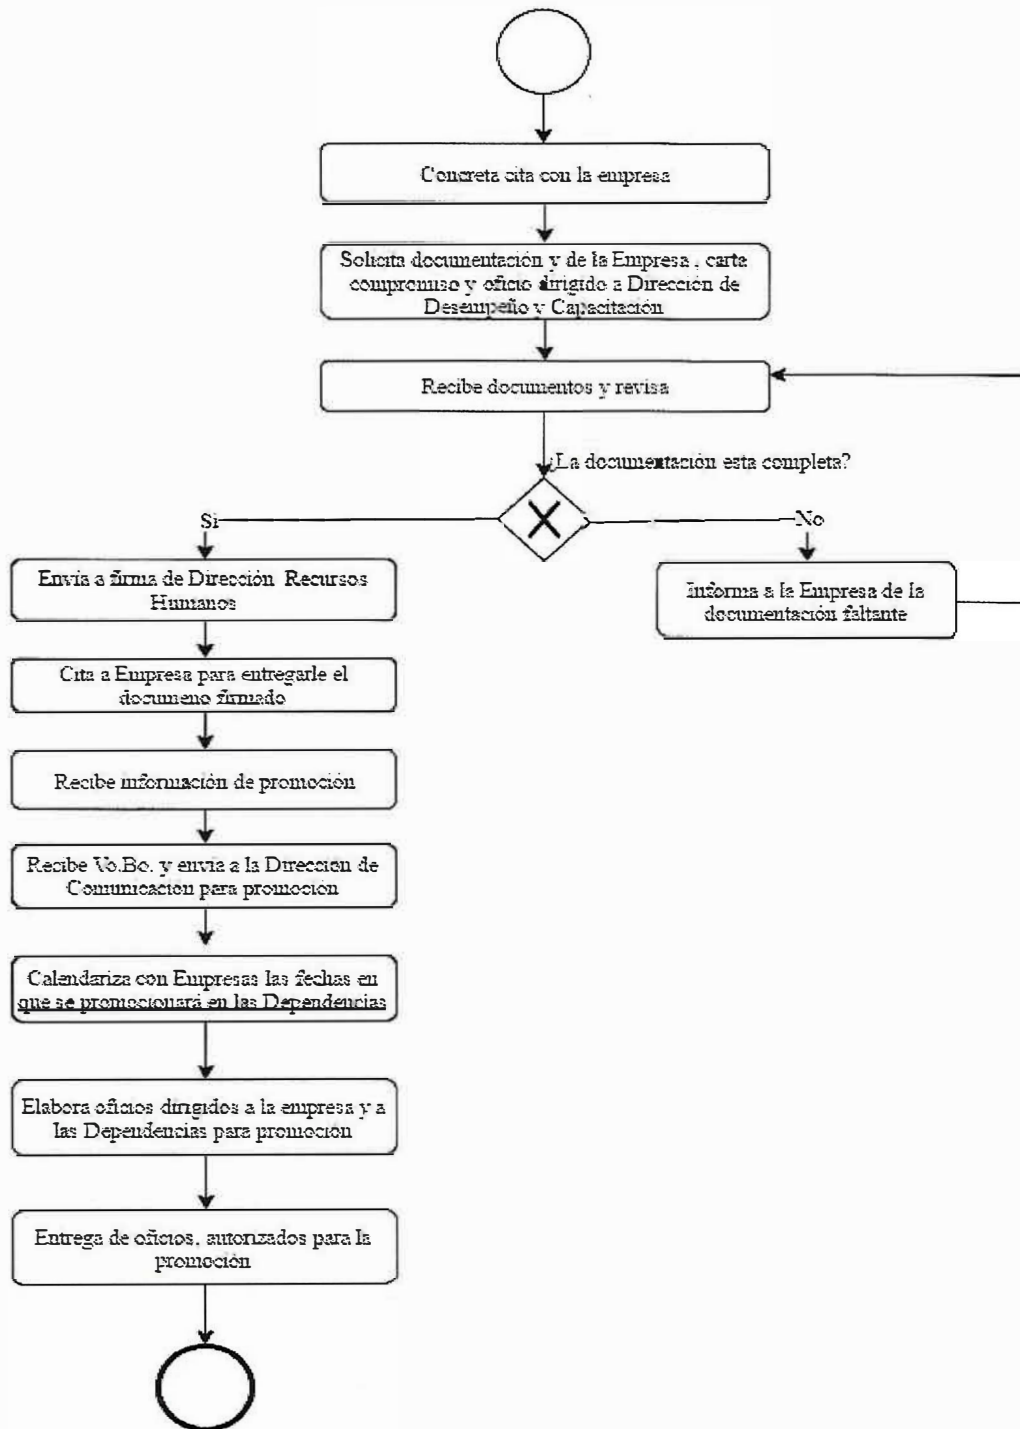 Concreta cita con la empresa
Solicita documentación y de la Empresa , carta
compromiso y oficio dirigido a Dirección de
Desempeño y Capacitación
Recibe documentos y revisa
¿La documentación esta completa?
Si
No
Envía a firma de Dirección Recursos
Humanos
Informa a la Empresa de la
documentación faltante
Cita a Empresa para entregarle el
documeno firmado
Recibe información de promoción
Recibe Vo.Bo. y envía a la Dirección de
Comunicación para promoción
Calendariza con Empresas las fechas en
que se promocionará en las Dependencias
Elabora oficios dirigidos a la empresa y a
las Dependencias para promoción
Entrega de oficios, autorizados para la
promoción